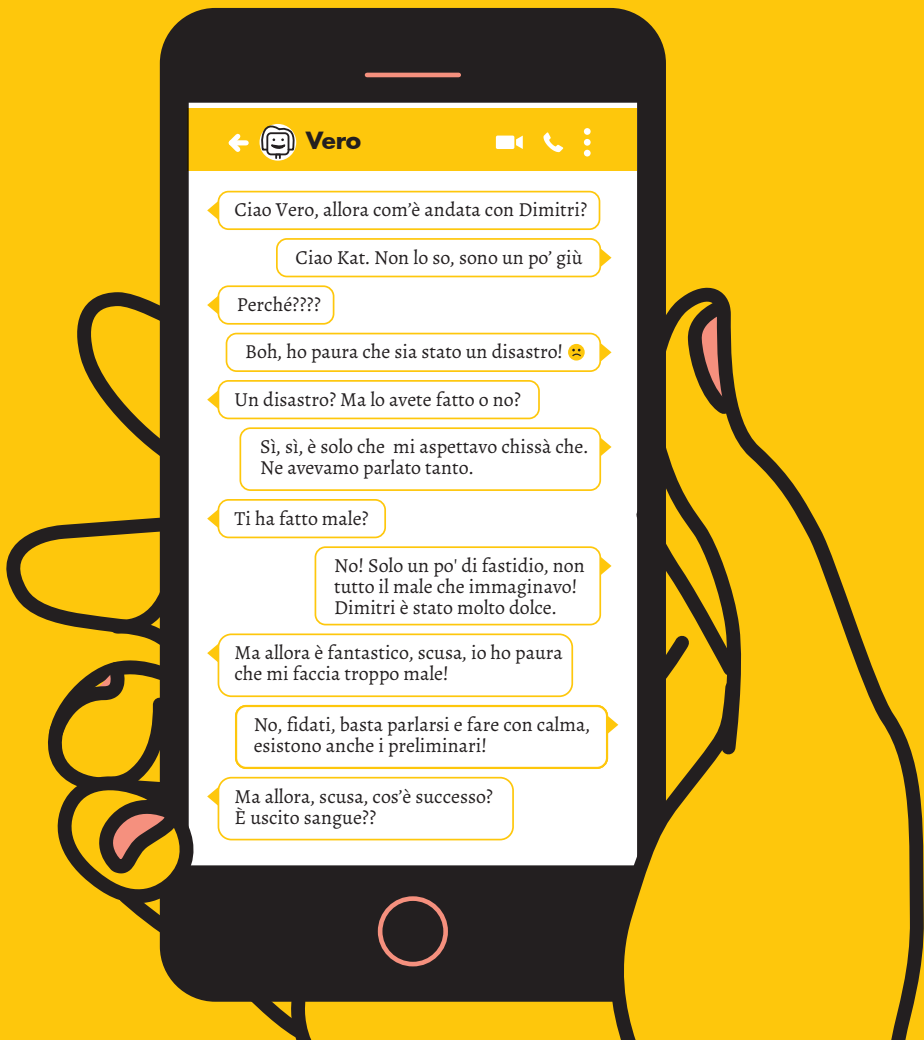 Vero
Ciao Vero, allora com’è andata con Dimitri?
Ciao Kat. Non lo so, sono un po’ giù
Perché????
Boh, ho paura che sia stato un disastro! 🙁
Un disastro? Ma lo avete fatto o no?
Sì, sì, è solo che  mi aspettavo chissà che.
Ne avevamo parlato tanto.
Ti ha fatto male?
No! Solo un po' di fastidio, non
tutto il male che immaginavo!
Dimitri è stato molto dolce.
Ma allora è fantastico, scusa, io ho paura
che mi faccia troppo male!
No, fidati, basta parlarsi e fare con calma,
esistono anche i preliminari!
Ma allora, scusa, cos’è successo?
È uscito sangue??